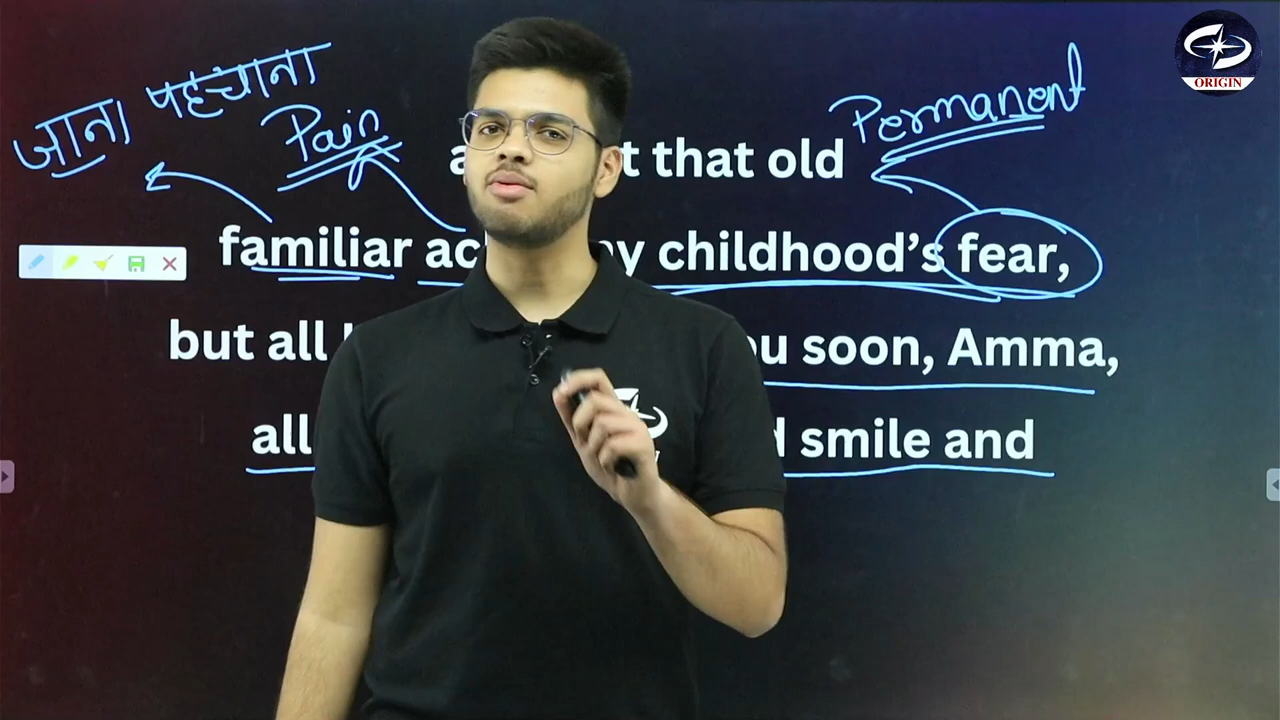 ORIGIN
जाना पहचाना
Pain
Permanent
t that old
familiar ac y childhood's fear,
but all u soon, Amma,
all smile and